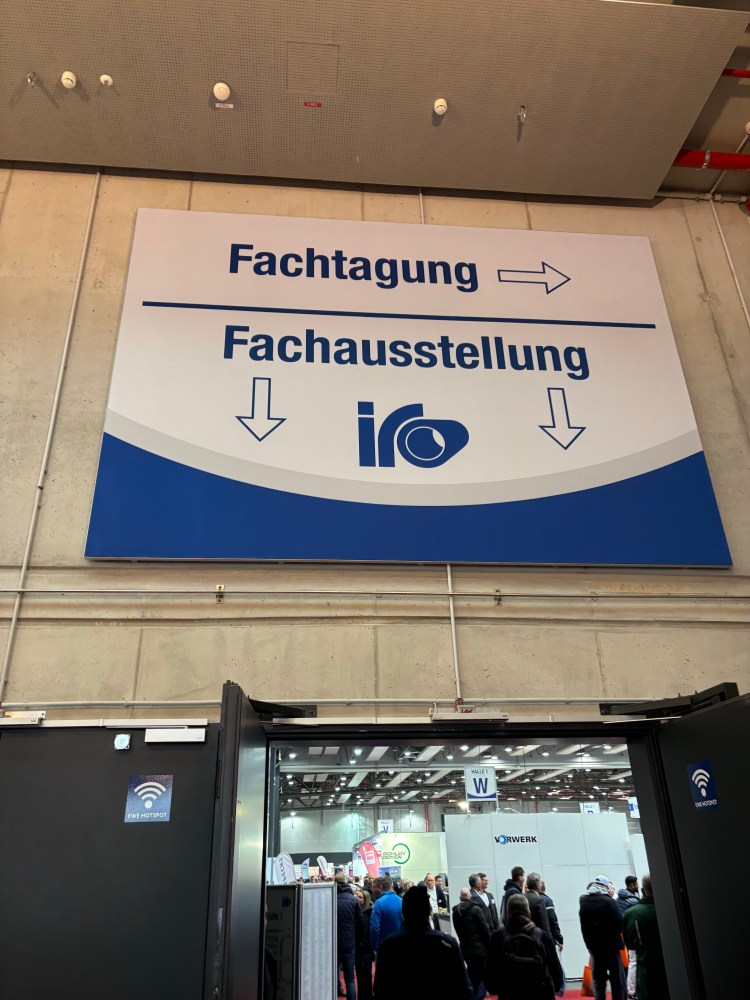 Fachtagung
Fachausstellung
iro
EWE HOTSPOT
EWE HOTSPOT
HALLE 1
W
VORWERK